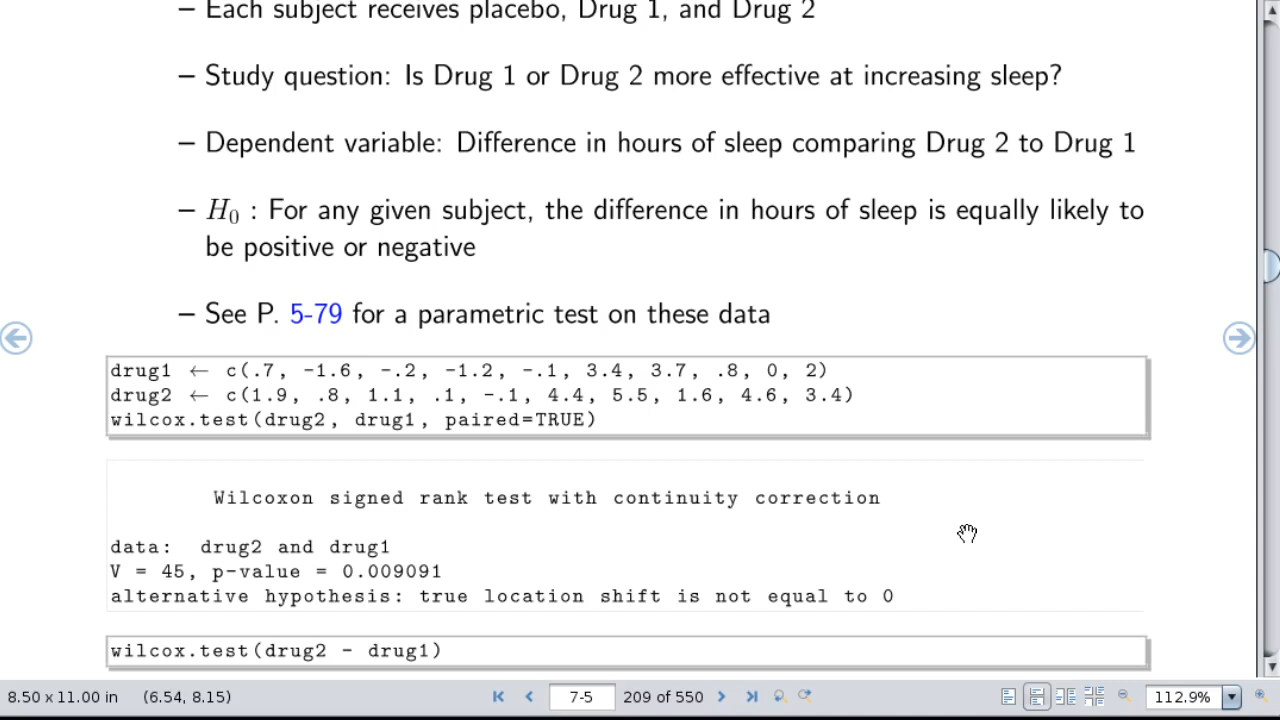 – Each subject receives placebo, Drug 1, and Drug 2
– Study question: Is Drug 1 or Drug 2 more effective at increasing sleep?
– Dependent variable: Difference in hours of sleep comparing Drug 2 to Drug 1
– H0 : For any given subject, the difference in hours of sleep is equally likely to
be positive or negative
– See P. 5-79 for a parametric test on these data
drug1 ← c(.7, -1.6, -.2, -1.2, -.1, 3.4, 3.7, .8, 0, 2)
drug2 ← c(1.9, .8, 1.1, .1, -.1, 4.4, 5.5, 1.6, 4.6, 3.4)
wilcox.test(drug2, drug1, paired=TRUE)
Wilcoxon signed rank test with continuity correction
data: drug2 and drug1
V = 45, p-value = 0.009091
alternative hypothesis: true location shift is not equal to 0
wilcox.test(drug2 - drug1)
8.50 x 11.00 in (6.54, 8.15) 7-5 209 of 550 112.9%